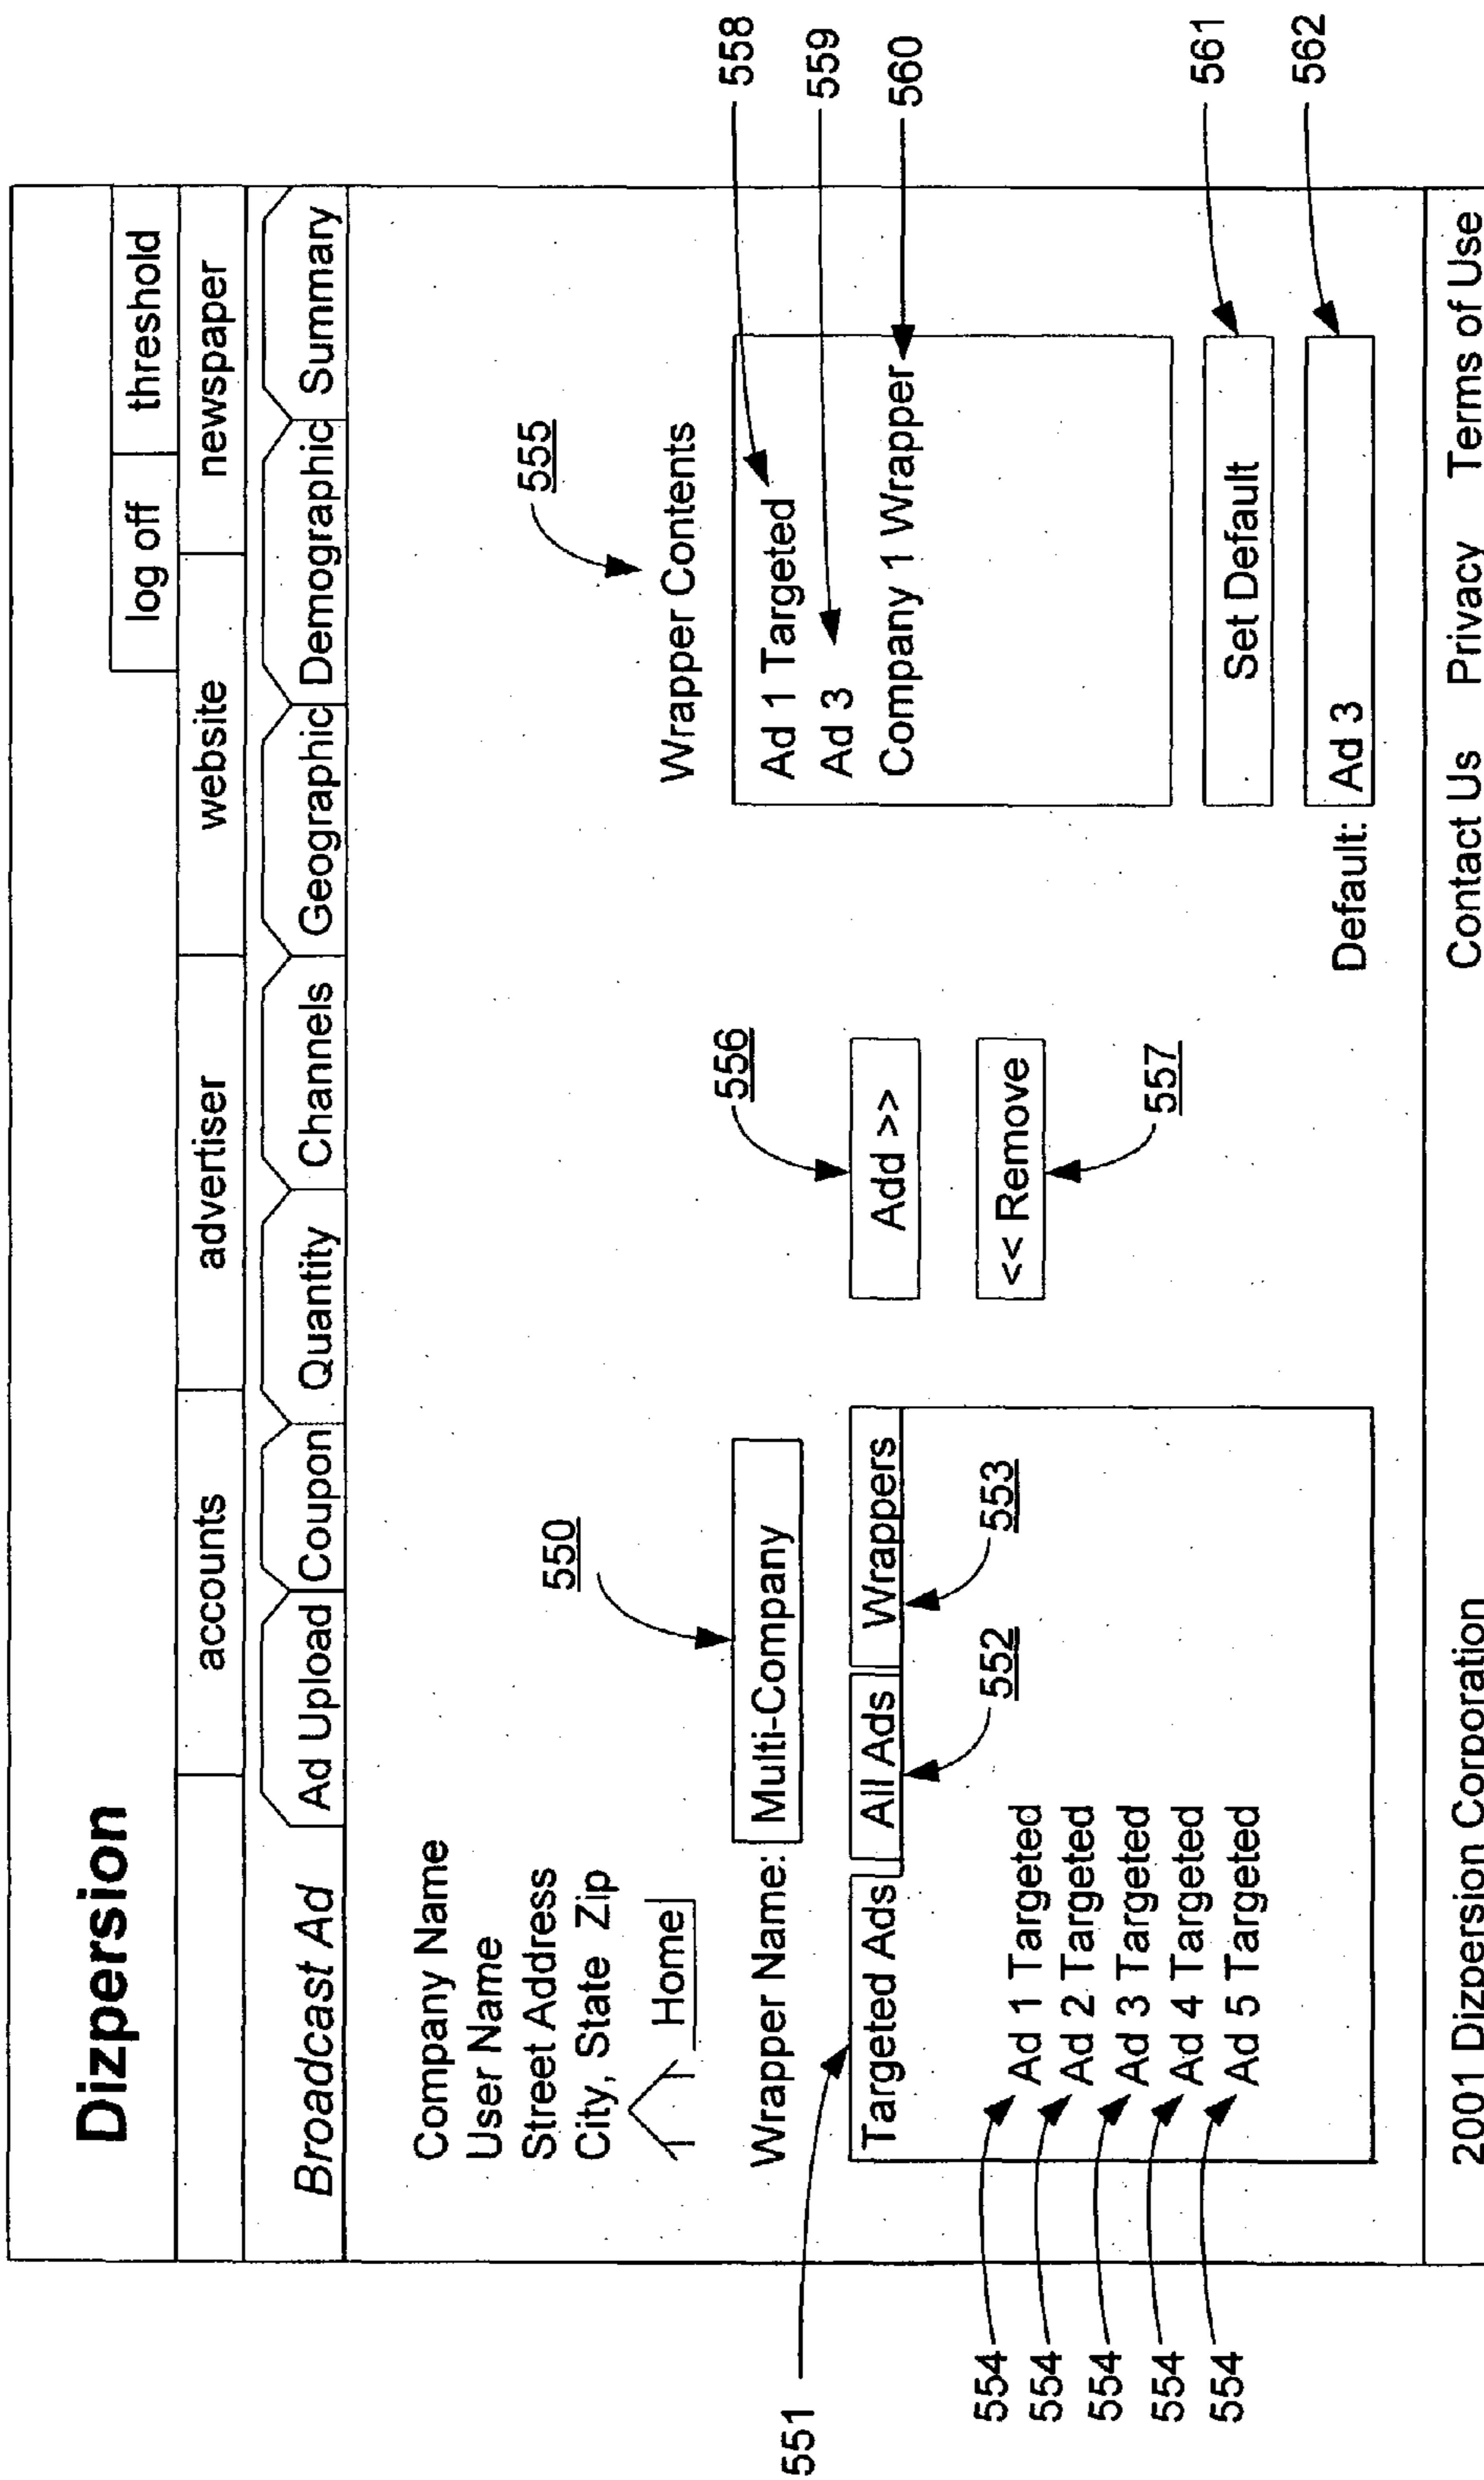 Dizpersion
log off threshold
accounts advertiser website newspaper
Broadcast Ad Ad Upload Coupon Quantity Channels Geographic Demographic Summary
Company Name
User Name
Street Address
City, State Zip
Home
550
555
Wrapper Contents
Wrapper Name: Multi-Company
551
Targeted Ads All Ads Wrappers
552
553
554 Ad 1 Targeted
554 Ad 2 Targeted
554 Ad 3 Targeted
554 Ad 4 Targeted
554 Ad 5 Targeted
556
Add >>
<< Remove
557
Ad 1 Targeted
Ad 3
Company 1 Wrapper
558
559
560
Set Default
561
Default: Ad 3
562
2001 Dizpersion Corporation Contact Us Privacy Terms of Use